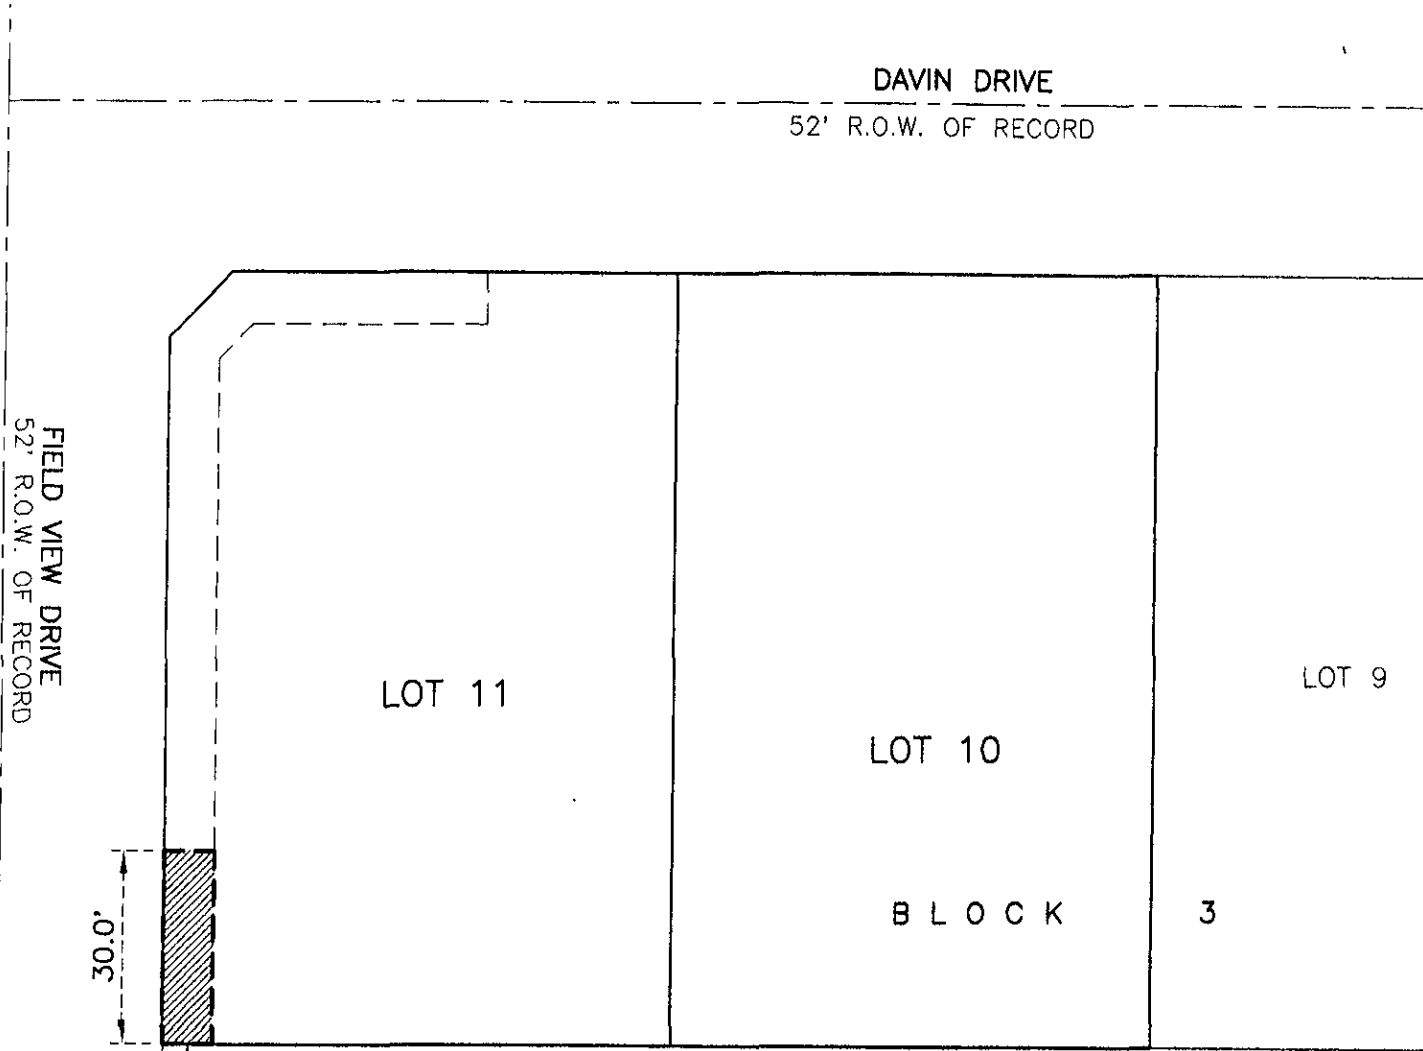 DAVIN DRIVE
52' R.O.W. OF RECORD
FIELD VIEW DRIVE
52' R.O.W. OF RECORD
LOT 11
LOT 10
LOT 9
BLOCK 3
30.0'